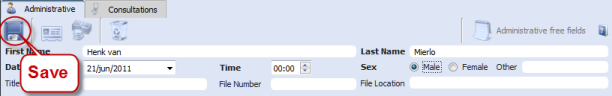 Administrative Consultations
Administrative free fields
First Name Henk van Last Name Mierlo
Dat 21/jun/2011 Time 00:00 Sex Male Female Other
Save
Title File Number File Location